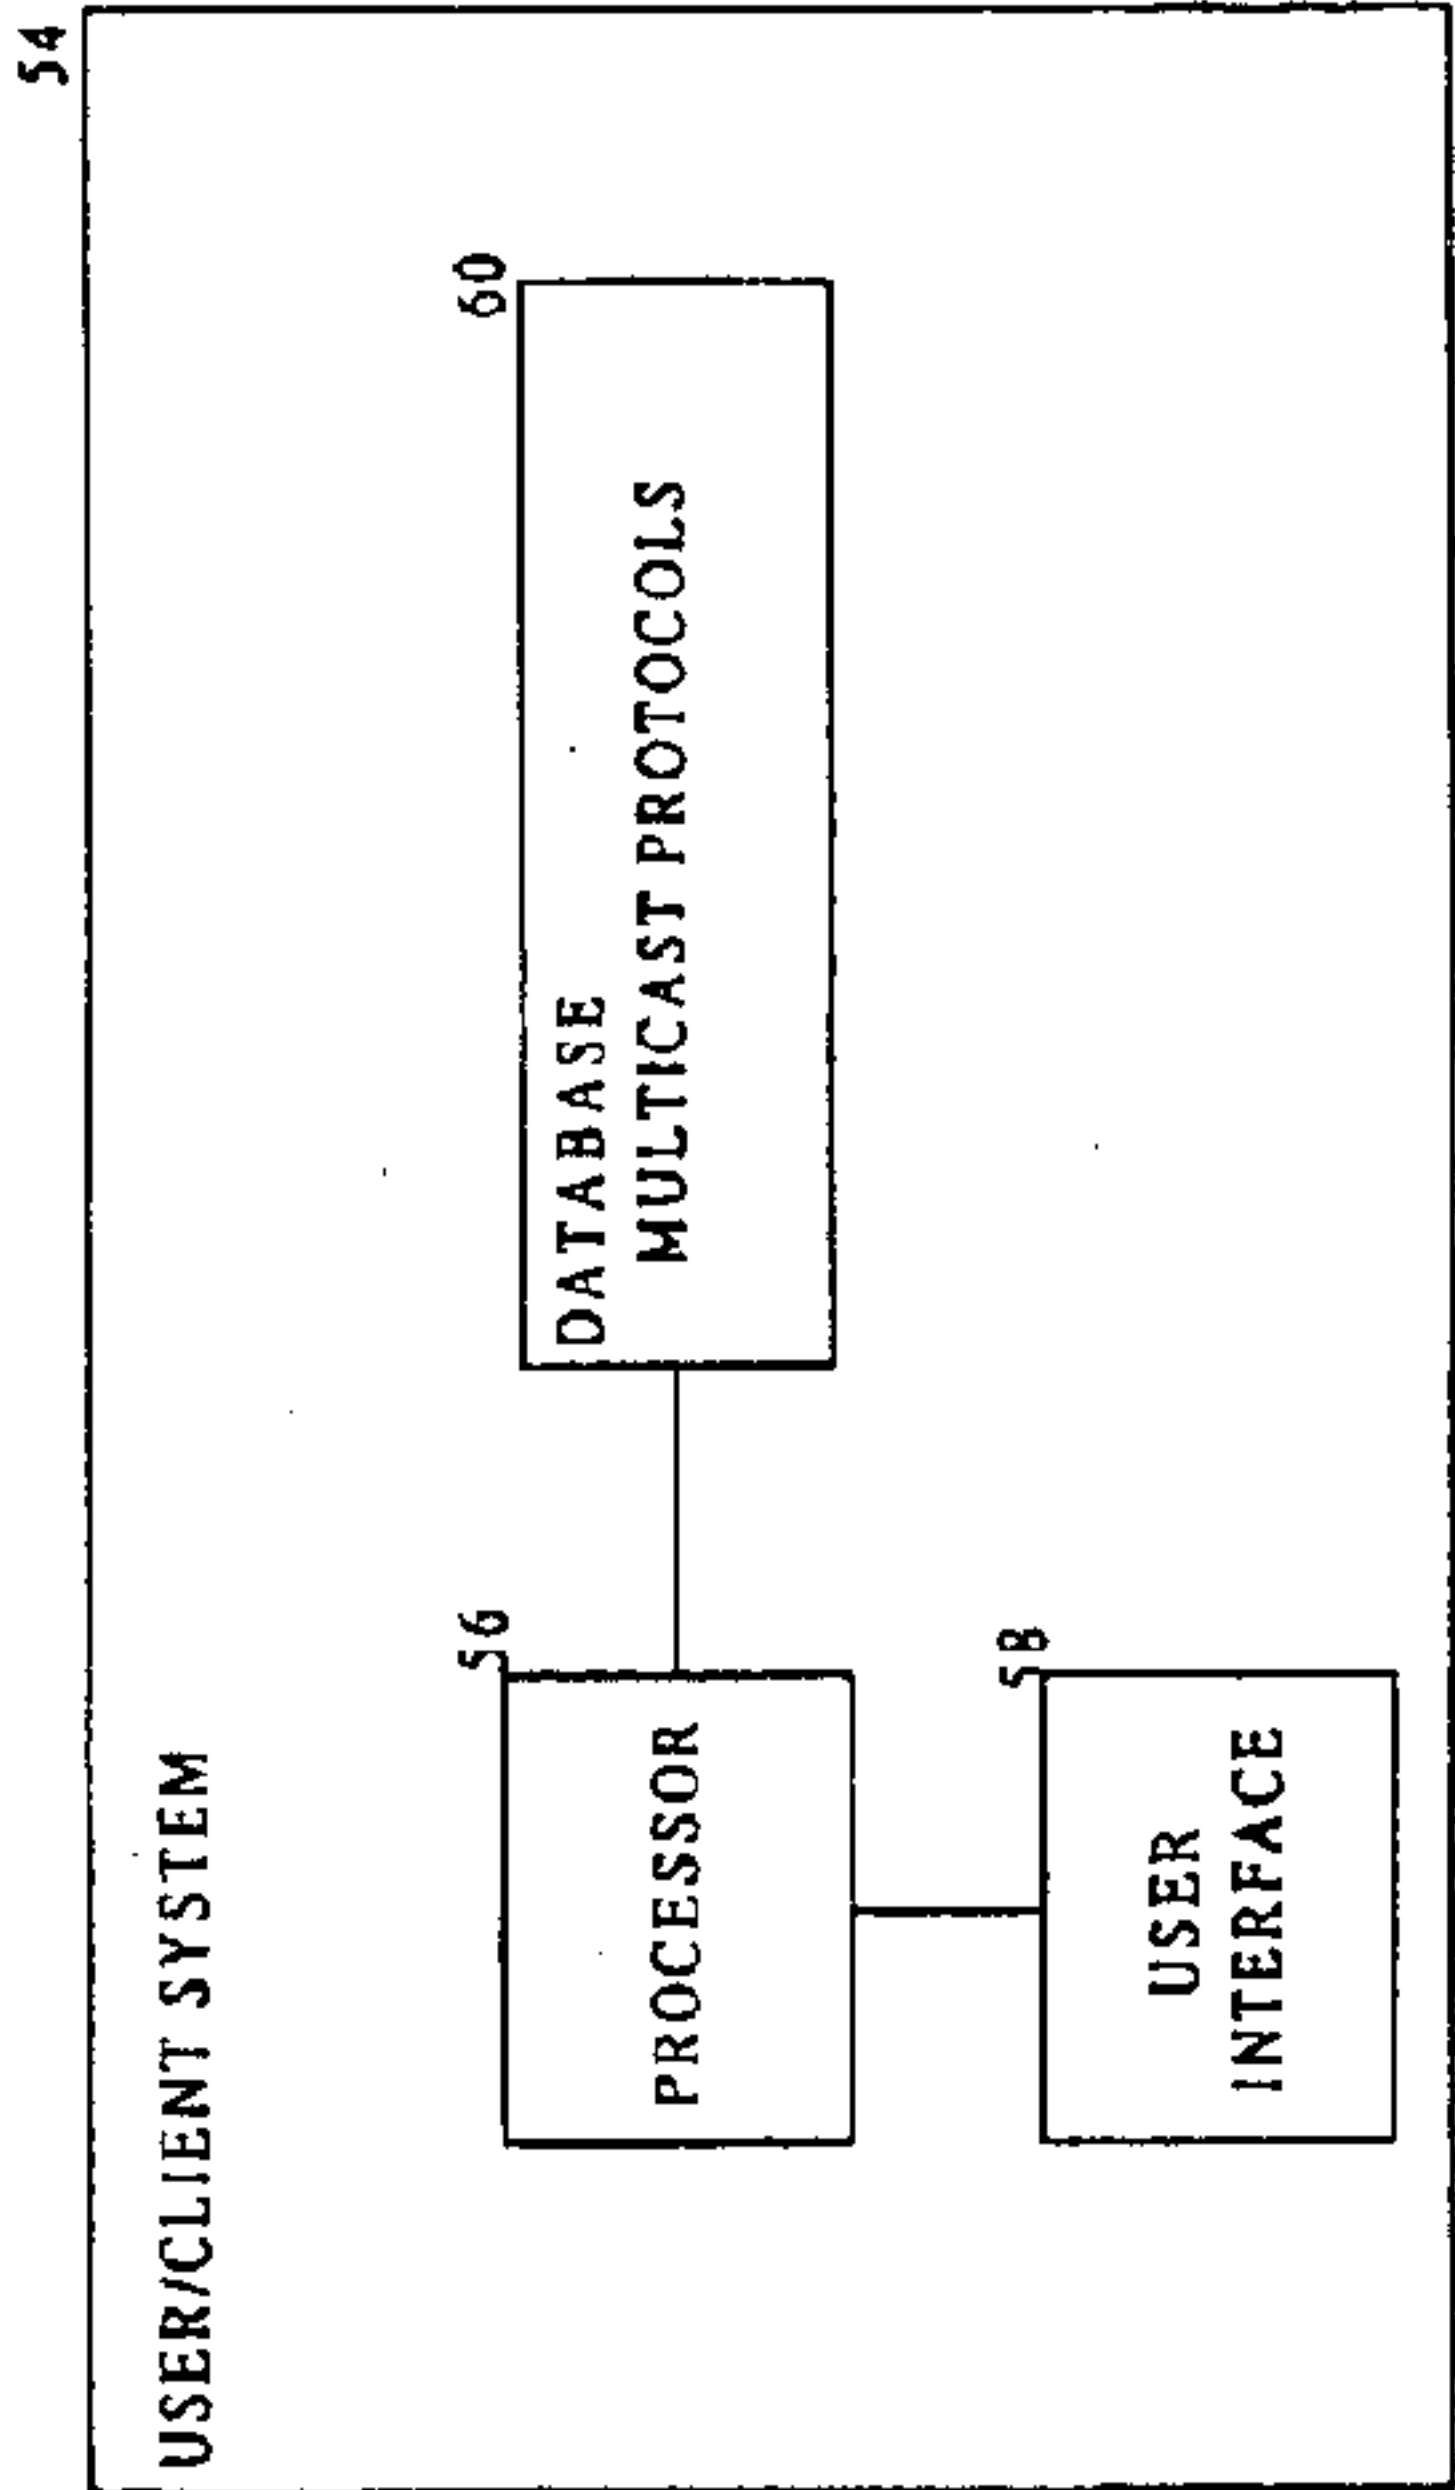 54
USER/CLIENT SYSTEM
56
PROCESSOR
60
DATABASE
MULTICAST PROTOCOLS
58
USER
INTERFACE